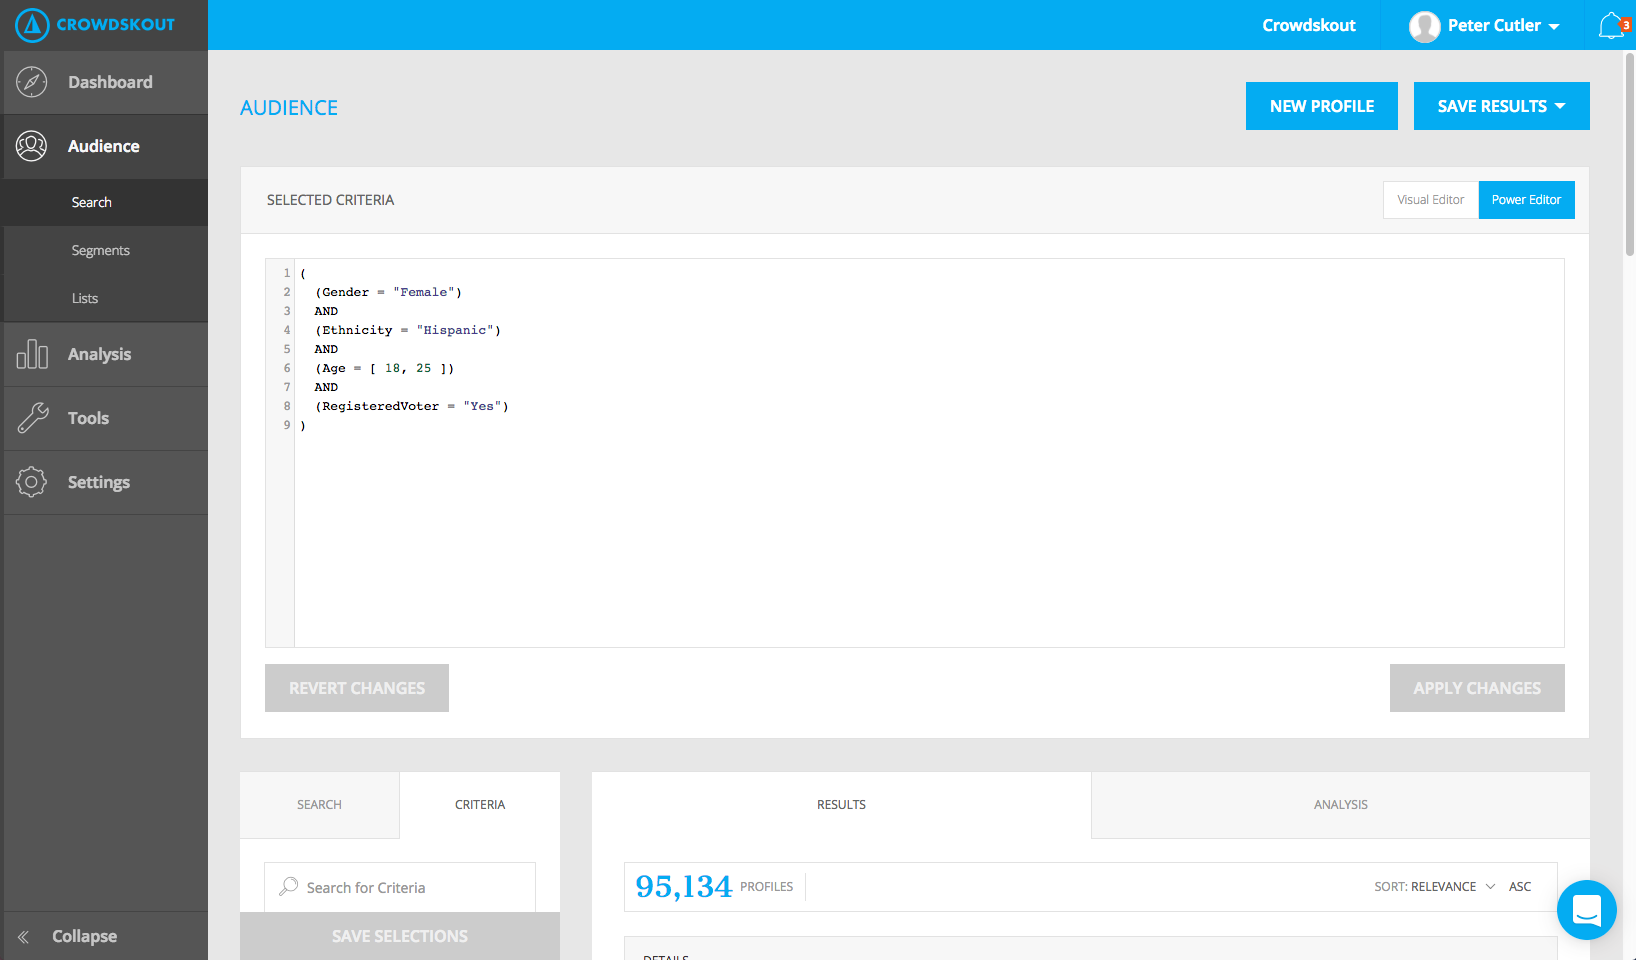 CROWDSKOUT
Crowdskout
Peter Cutler
3
Dashboard
Audience
Search
Segments
Lists
Analysis
Tools
Settings
Collapse
AUDIENCE
NEW PROFILE
SAVE RESULTS
SELECTED CRITERIA
Visual Editor
Power Editor
1 (
2 (Gender = "Female")
3 AND
4 (Ethnicity = "Hispanic")
5 AND
6 (Age = [ 18, 25 ])
7 AND
8 (RegisteredVoter = "Yes")
9 )
REVERT CHANGES
APPLY CHANGES
SEARCH
CRITERIA
Search for Criteria
SAVE SELECTIONS
RESULTS
ANALYSIS
95,134 PROFILES
SORT: RELEVANCE
ASC
DETAILS